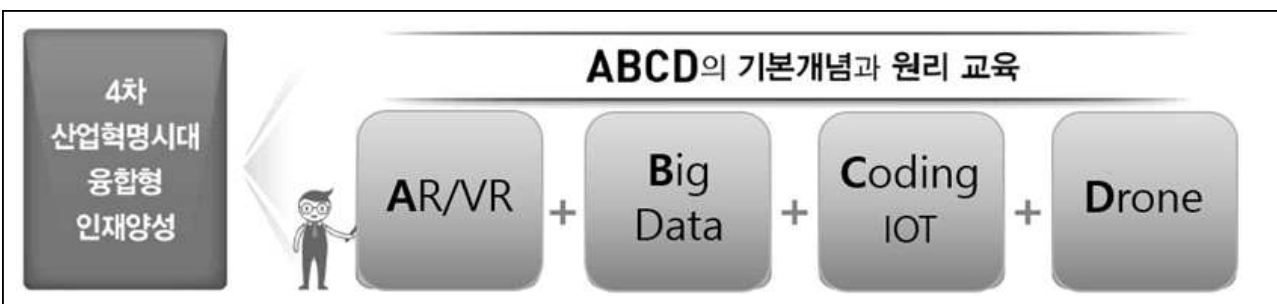 4차
산업혁명시대
융합형
인재양성
ABCD의 기본개념과 원리 교육
AR/VR
+
Big
Data
+
Coding
IOT
+
Drone